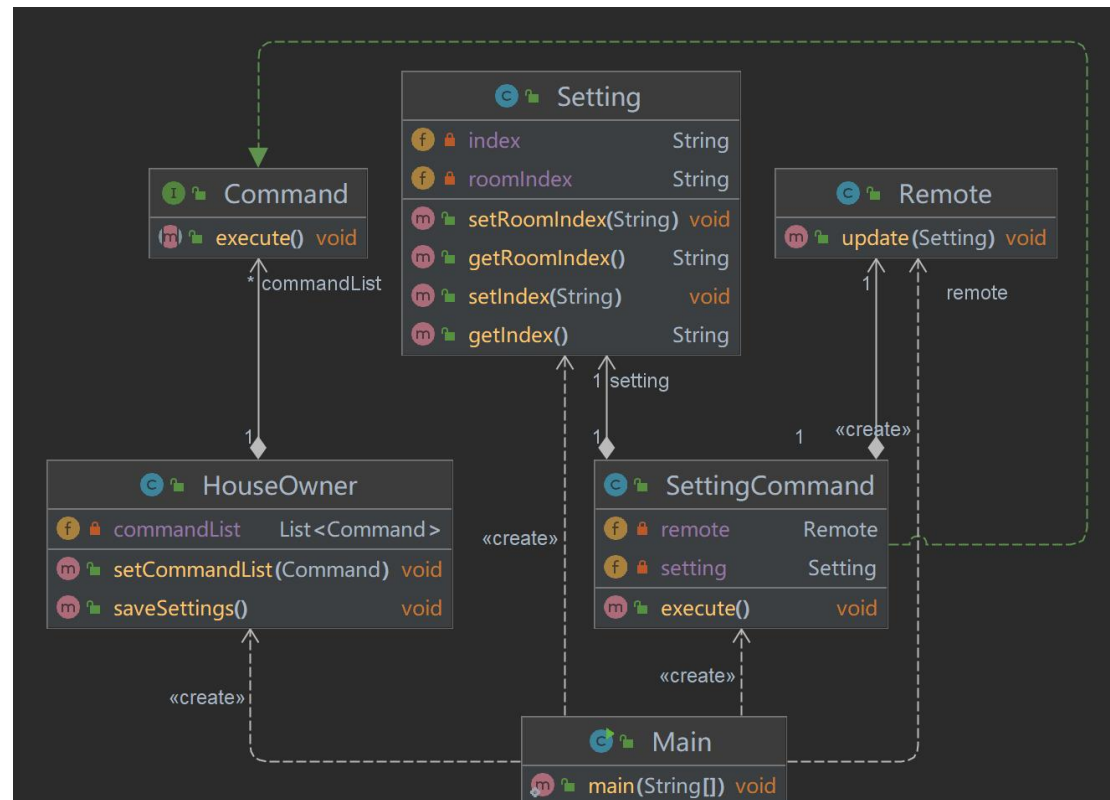 Setting
index String
roomIndex String
setRoomIndex(String) void
getRoomIndex() String
setIndex(String) void
getIndex() String
Command
execute() void
Remote
update(Setting) void
* commandList
1
remote
1 setting
1
1
1
«create»
HouseOwner
commandList List<Command>
setCommandList(Command) void
saveSettings() void
«create»
SettingCommand
remote Remote
setting Setting
execute() void
«create»
«create»
Main
main(String[]) void